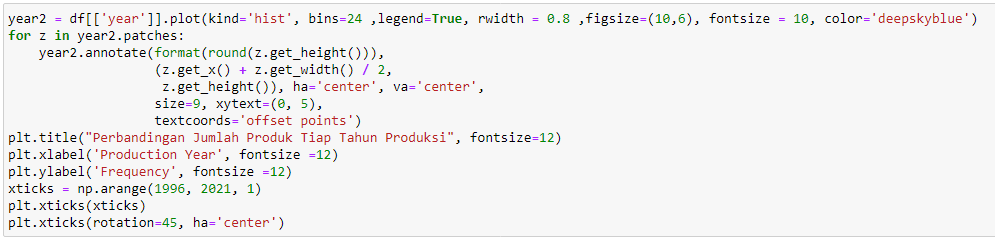 year2 = df[['year']].plot(kind='hist', bins=24 ,legend=True, rwidth = 0.8 ,figsize=(10,6), fontsize = 10, color='deepskyblue')
for z in year2.patches:
    year2.annotate(format(round(z.get_height())),
                   (z.get_x() + z.get_width() / 2,
                    z.get_height()), ha='center', va='center',
                   size=9, xytext=(0, 5),
                   textcoords='offset points')
plt.title("Perbandingan Jumlah Produk Tiap Tahun Produksi", fontsize=12)
plt.xlabel('Production Year', fontsize =12)
plt.ylabel('Frequency', fontsize =12)
xticks = np.arange(1996, 2021, 1)
plt.xticks(xticks)
plt.xticks(rotation=45, ha='center')